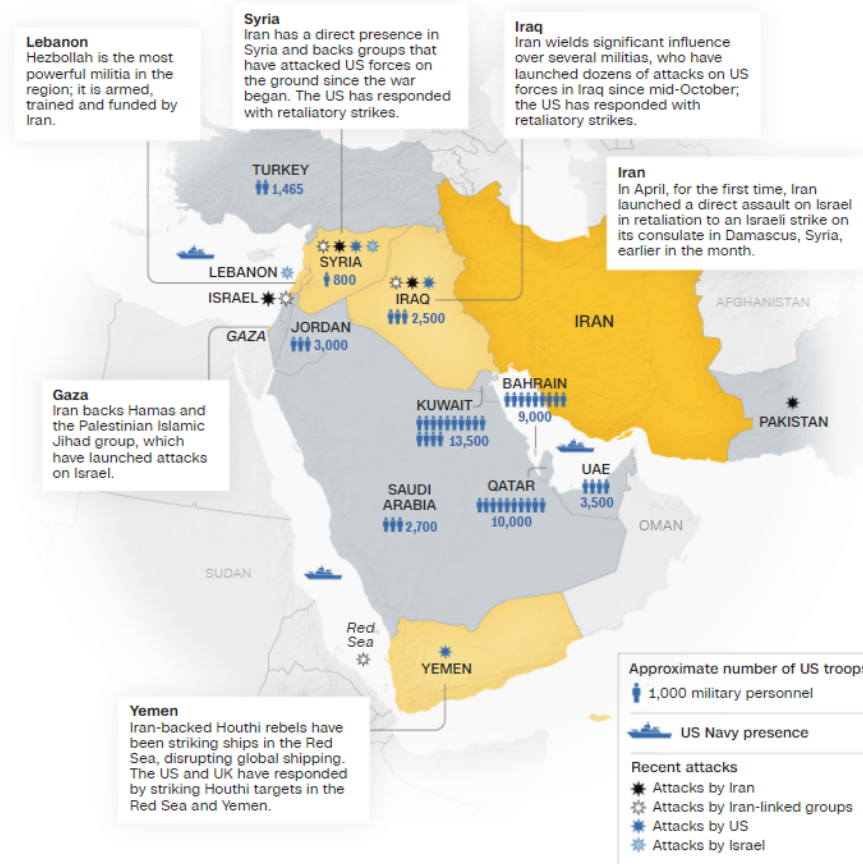 Lebanon
Hezbollah is the most
powerful militia in the
region; it is armed,
trained and funded by
Iran.
Syria
Iran has a direct presence in
Syria and backs groups that
have attacked US forces on
the ground since the war
began. The US has responded
with retaliatory strikes.
Iraq
Iran wields significant influence
over several militias, who have
launched dozens of attacks on US
forces in Iraq since mid-October;
the US has responded with
retaliatory strikes.
Iran
In April, for the first time, Iran
launched a direct assault on Israel
in retaliation to an Israeli strike on
its consulate in Damascus, Syria,
earlier in the month.
TURKEY
1,465
SYRIA
800
LEBANON
ISRAEL
IRAQ
2,500
GAZA
JORDAN
3,000
IRAN
AFGHANISTAN
PAKISTAN
Gaza
Iran backs Hamas and
the Palestinian Islamic
Jihad group, which
have launched attacks
on Israel.
KUWAIT
13,500
BAHRAIN
9,000
QATAR
10,000
UAE
3,500
SAUDI
ARABIA
2,700
OMAN
SUDAN
Red
Sea
YEMEN
Yemen
Iran-backed Houthi rebels have
been striking ships in the Red
Sea, disrupting global shipping.
The US and UK have responded
by striking Houthi targets in the
Red Sea and Yemen.
Approximate number of US troops
1,000 military personnel
US Navy presence
Recent attacks
Attacks by Iran
Attacks by Iran-linked groups
Attacks by US
Attacks by Israel